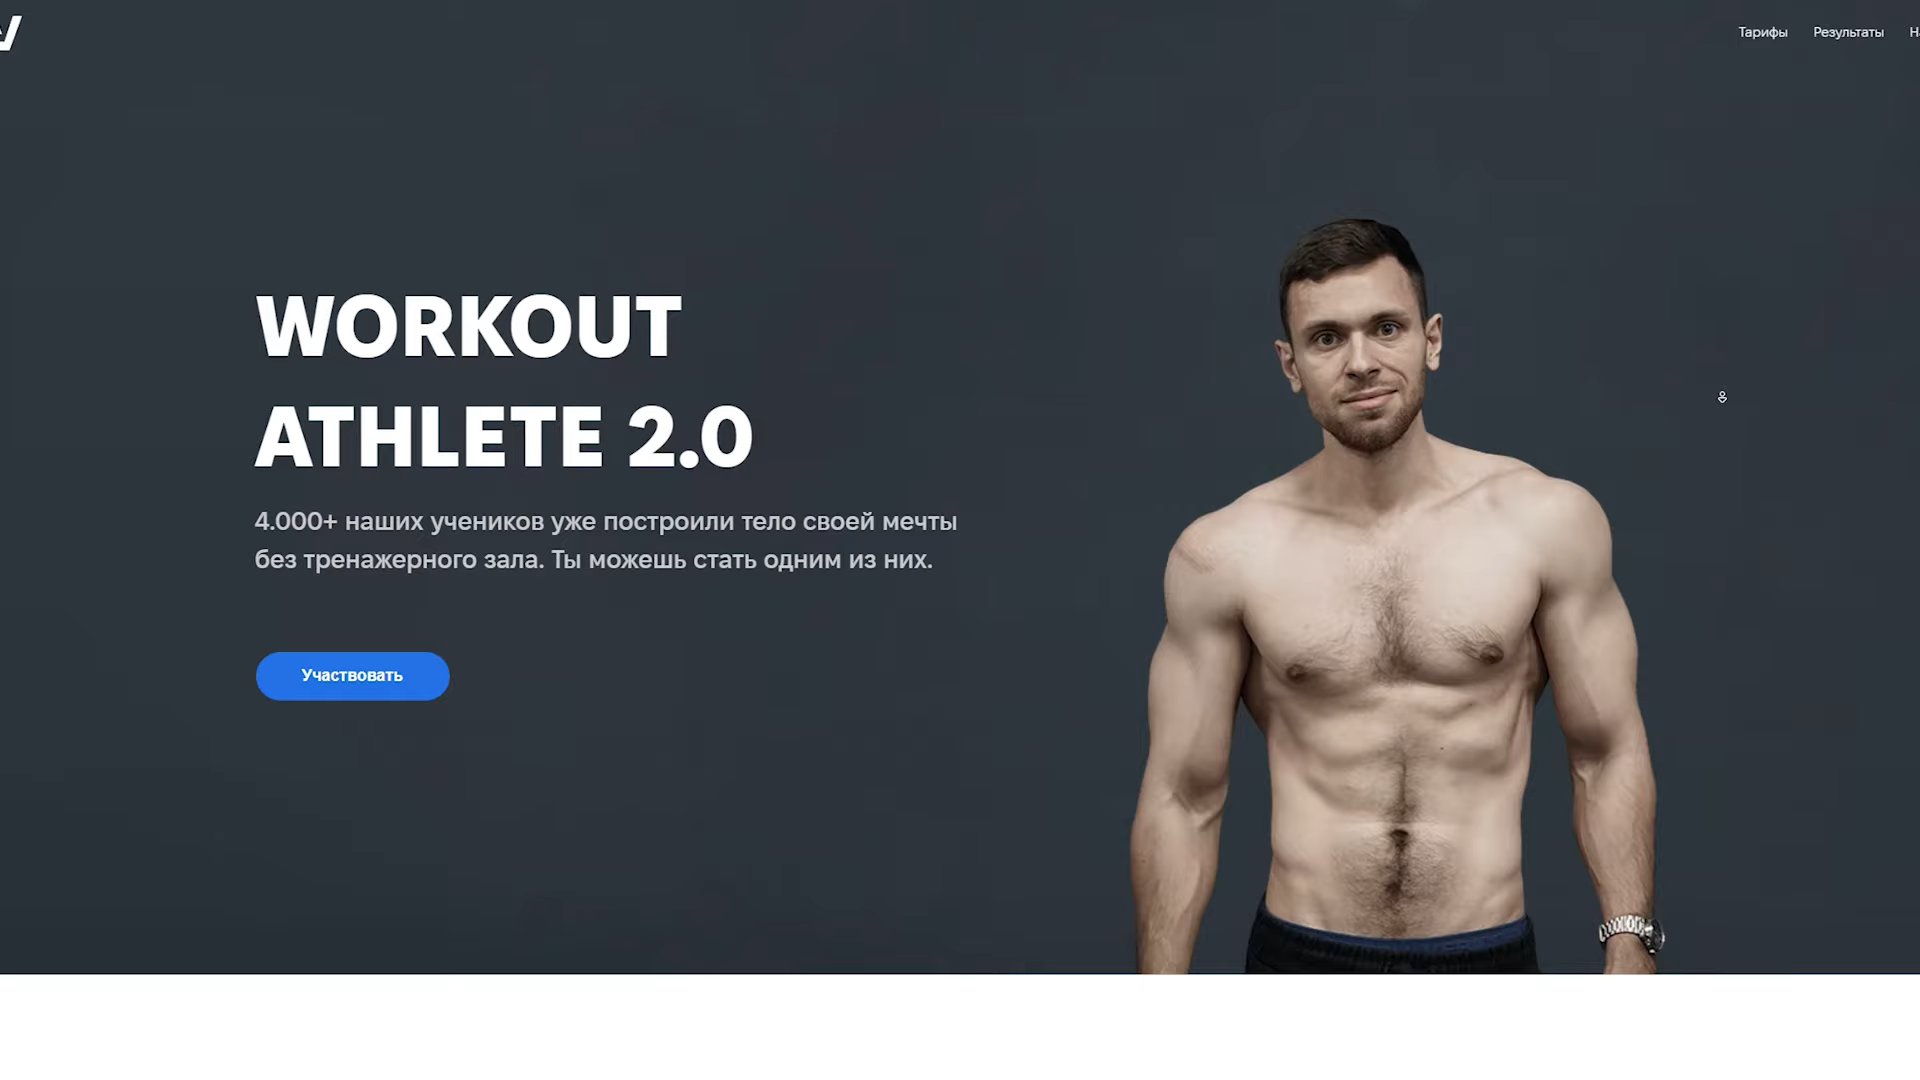 Тарифы Результаты
WORKOUT
ATHLETE 2.0
4.000+ наших учеников уже построили тело своей мечты
без тренажерного зала. Ты можешь стать одним из них.
Участвовать